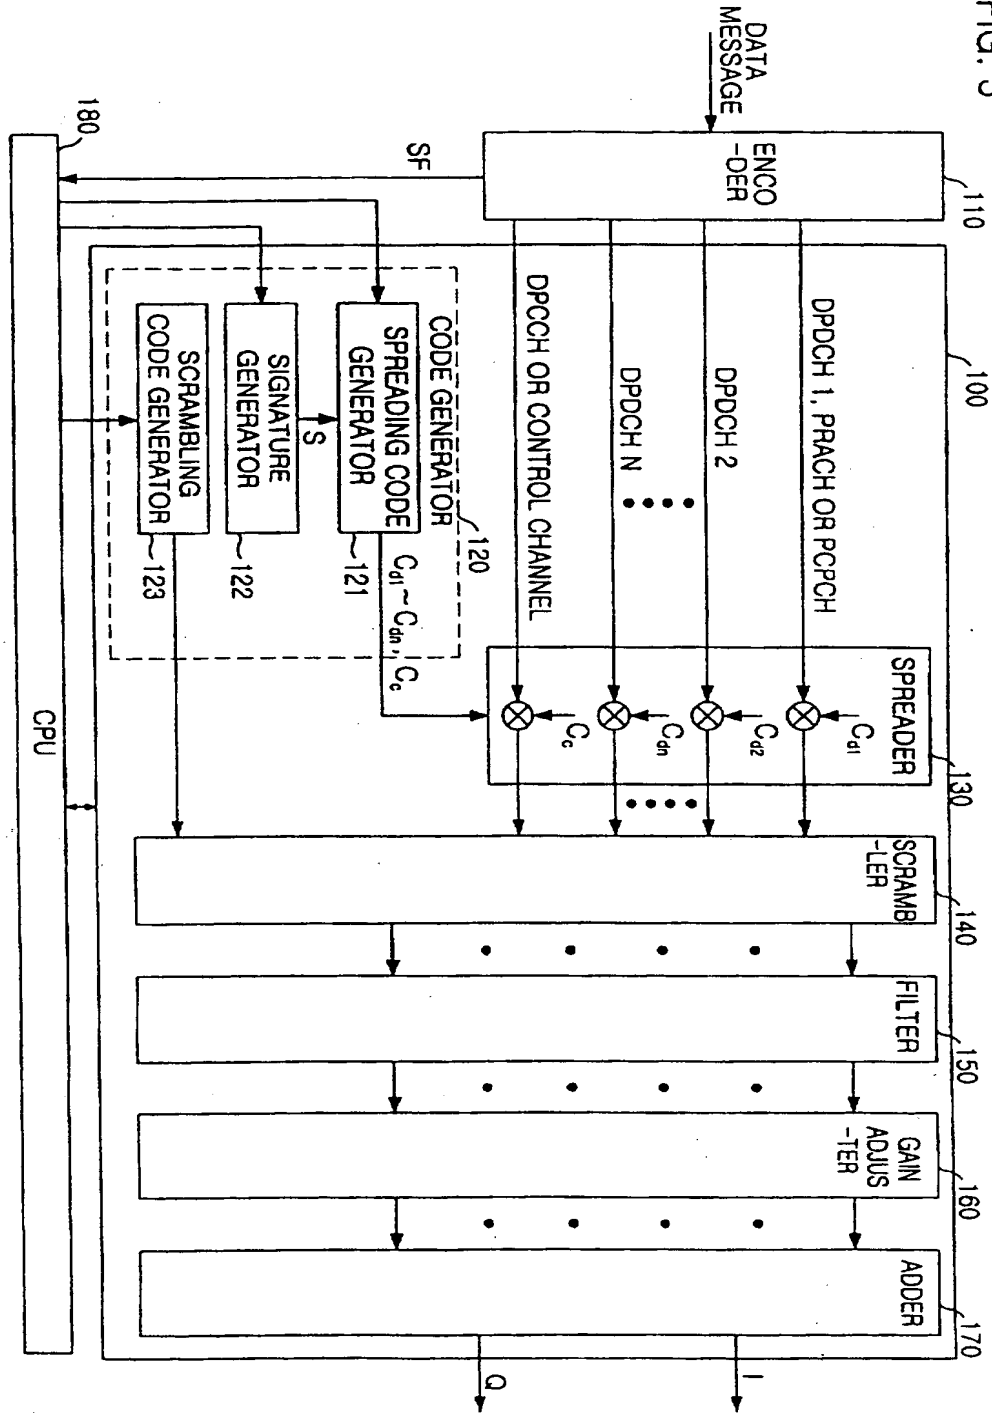 FIG.
DATA
MESSAGE
ENCO
-DER
110
SF
100
DPDCH 1, PRACH OR PCPCH
DPDCH 2
DPDCH N
DPCCH OR CONTROL CHANNEL
SPREADER
130
Cd1
Cd2
Cdn
Cc
CODE GENERATOR
120
SPREADING CODE
GENERATOR
121
Cd1~Cdn, Cc
S
SIGNATURE
GENERATOR
122
SCRAMBLING
CODE GENERATOR
123
SCRAMB
-LER
140
FILTER
150
GAIN
ADJUS
-TER
160
ADDER
170
I
Q
180
CPU